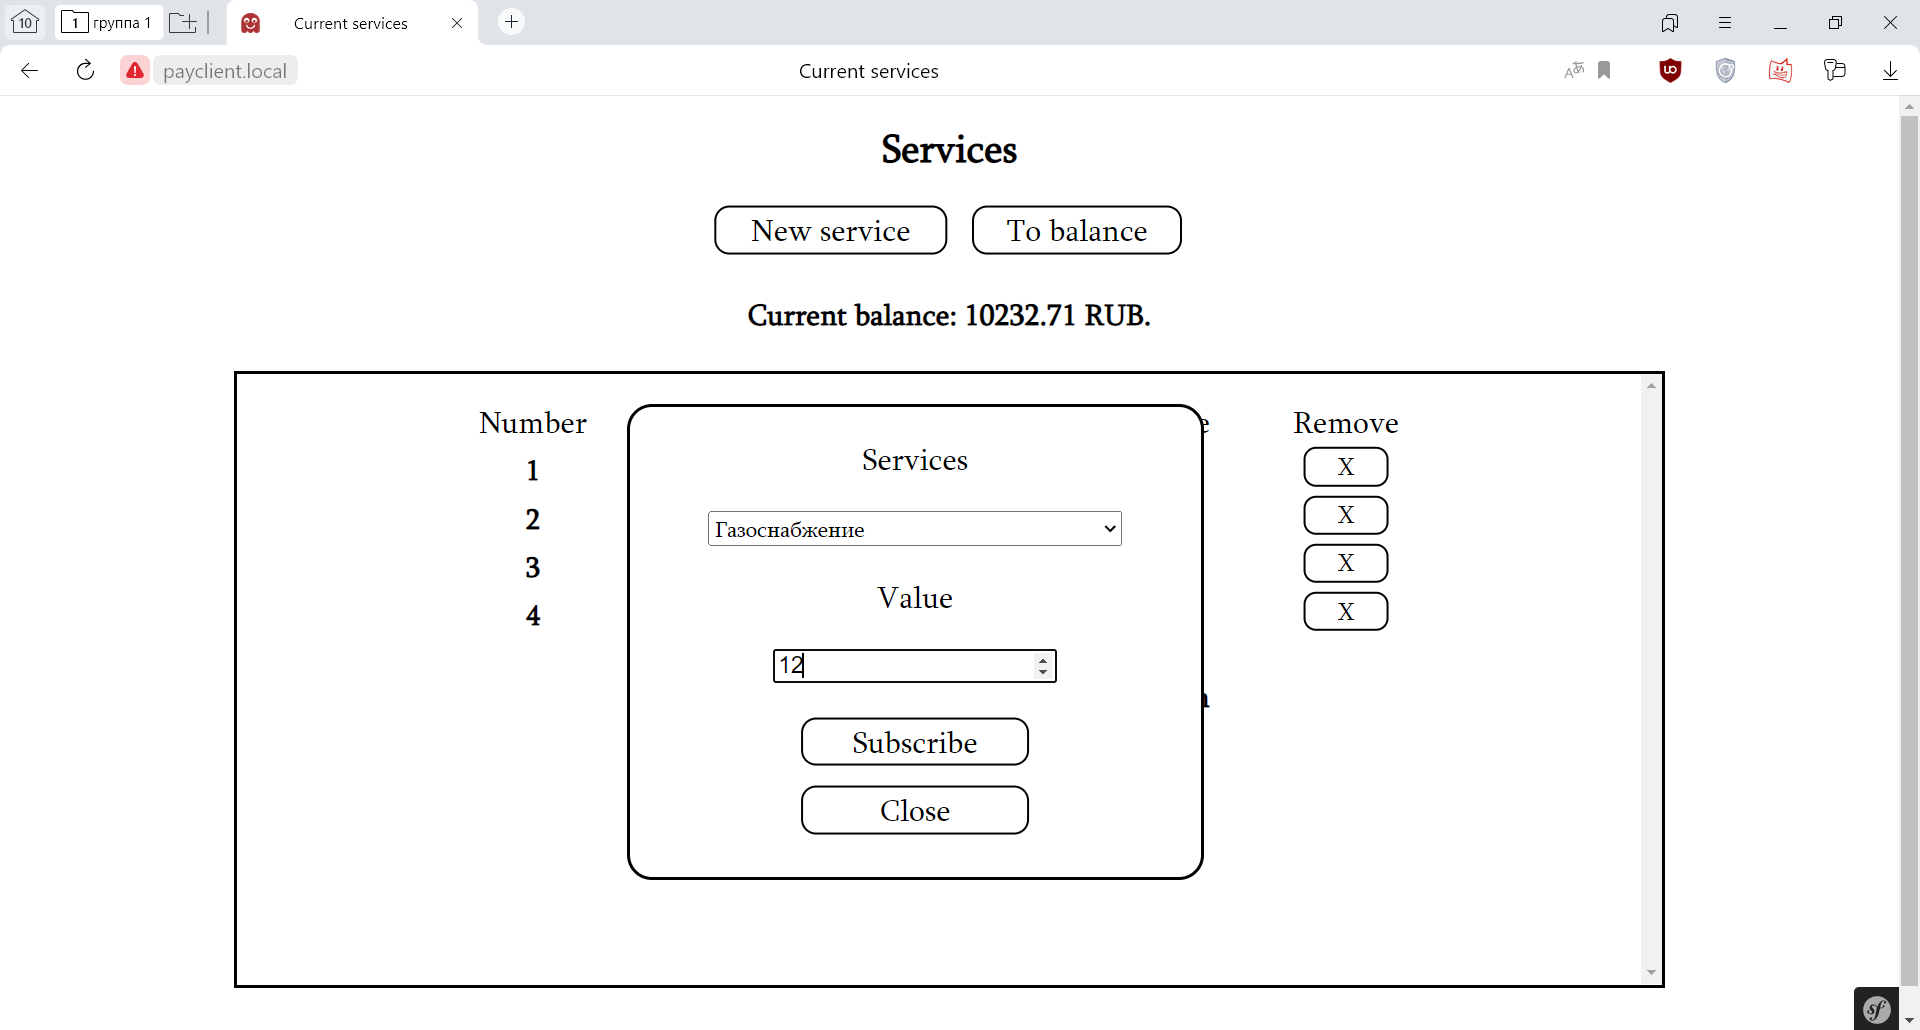 10
1 группа 1
Current services
payclient.local
Current services
Services
New service
To balance
Current balance: 10232.71 RUB.
Number
Remove
1
X
2
X
3
X
4
X
Services
Газоснабжение
Value
12
Subscribe
Close
sf